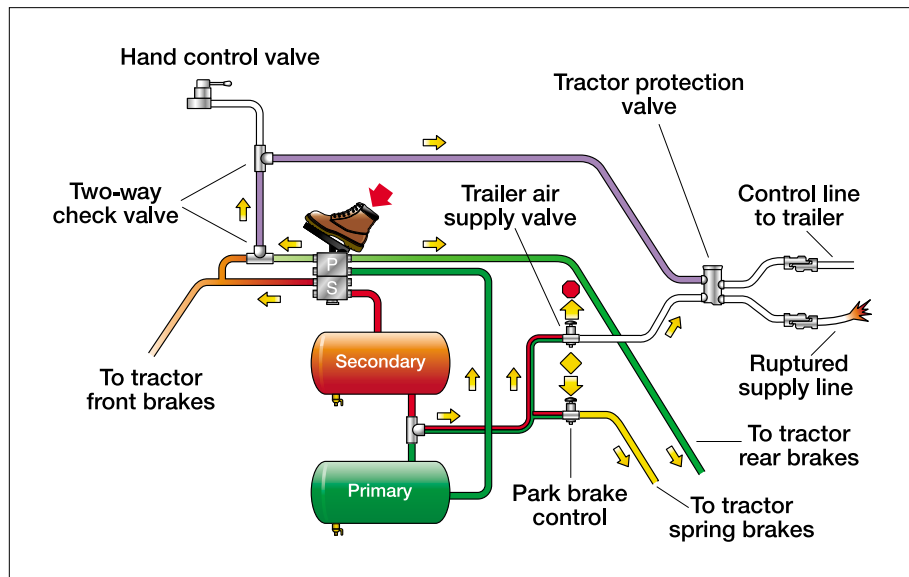 Hand control valve
Tractor protection
valve
Two-way
check valve
Trailer air
supply valve
Control line
to trailer
P
S
Secondary
Ruptured
supply line
To tractor
front brakes
Primary
Park brake
control
To tractor
rear brakes
To tractor
spring brakes